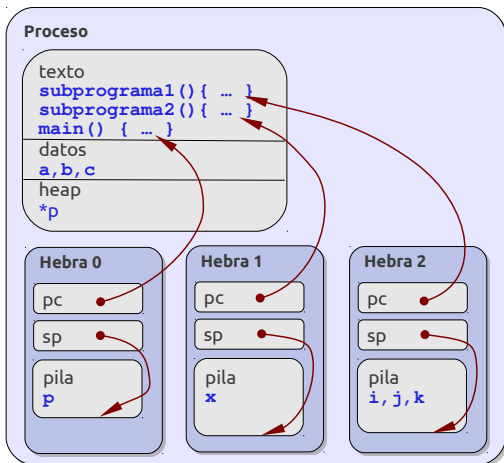 Proceso
texto
subprograma1(){ … }
subprograma2(){ … }
main() { … }
datos
a,b,c
heap
*p
Hebra 0
pc
sp
pila
p
Hebra 1
pc
sp
pila
x
Hebra 2
pc
sp
pila
i,j,k